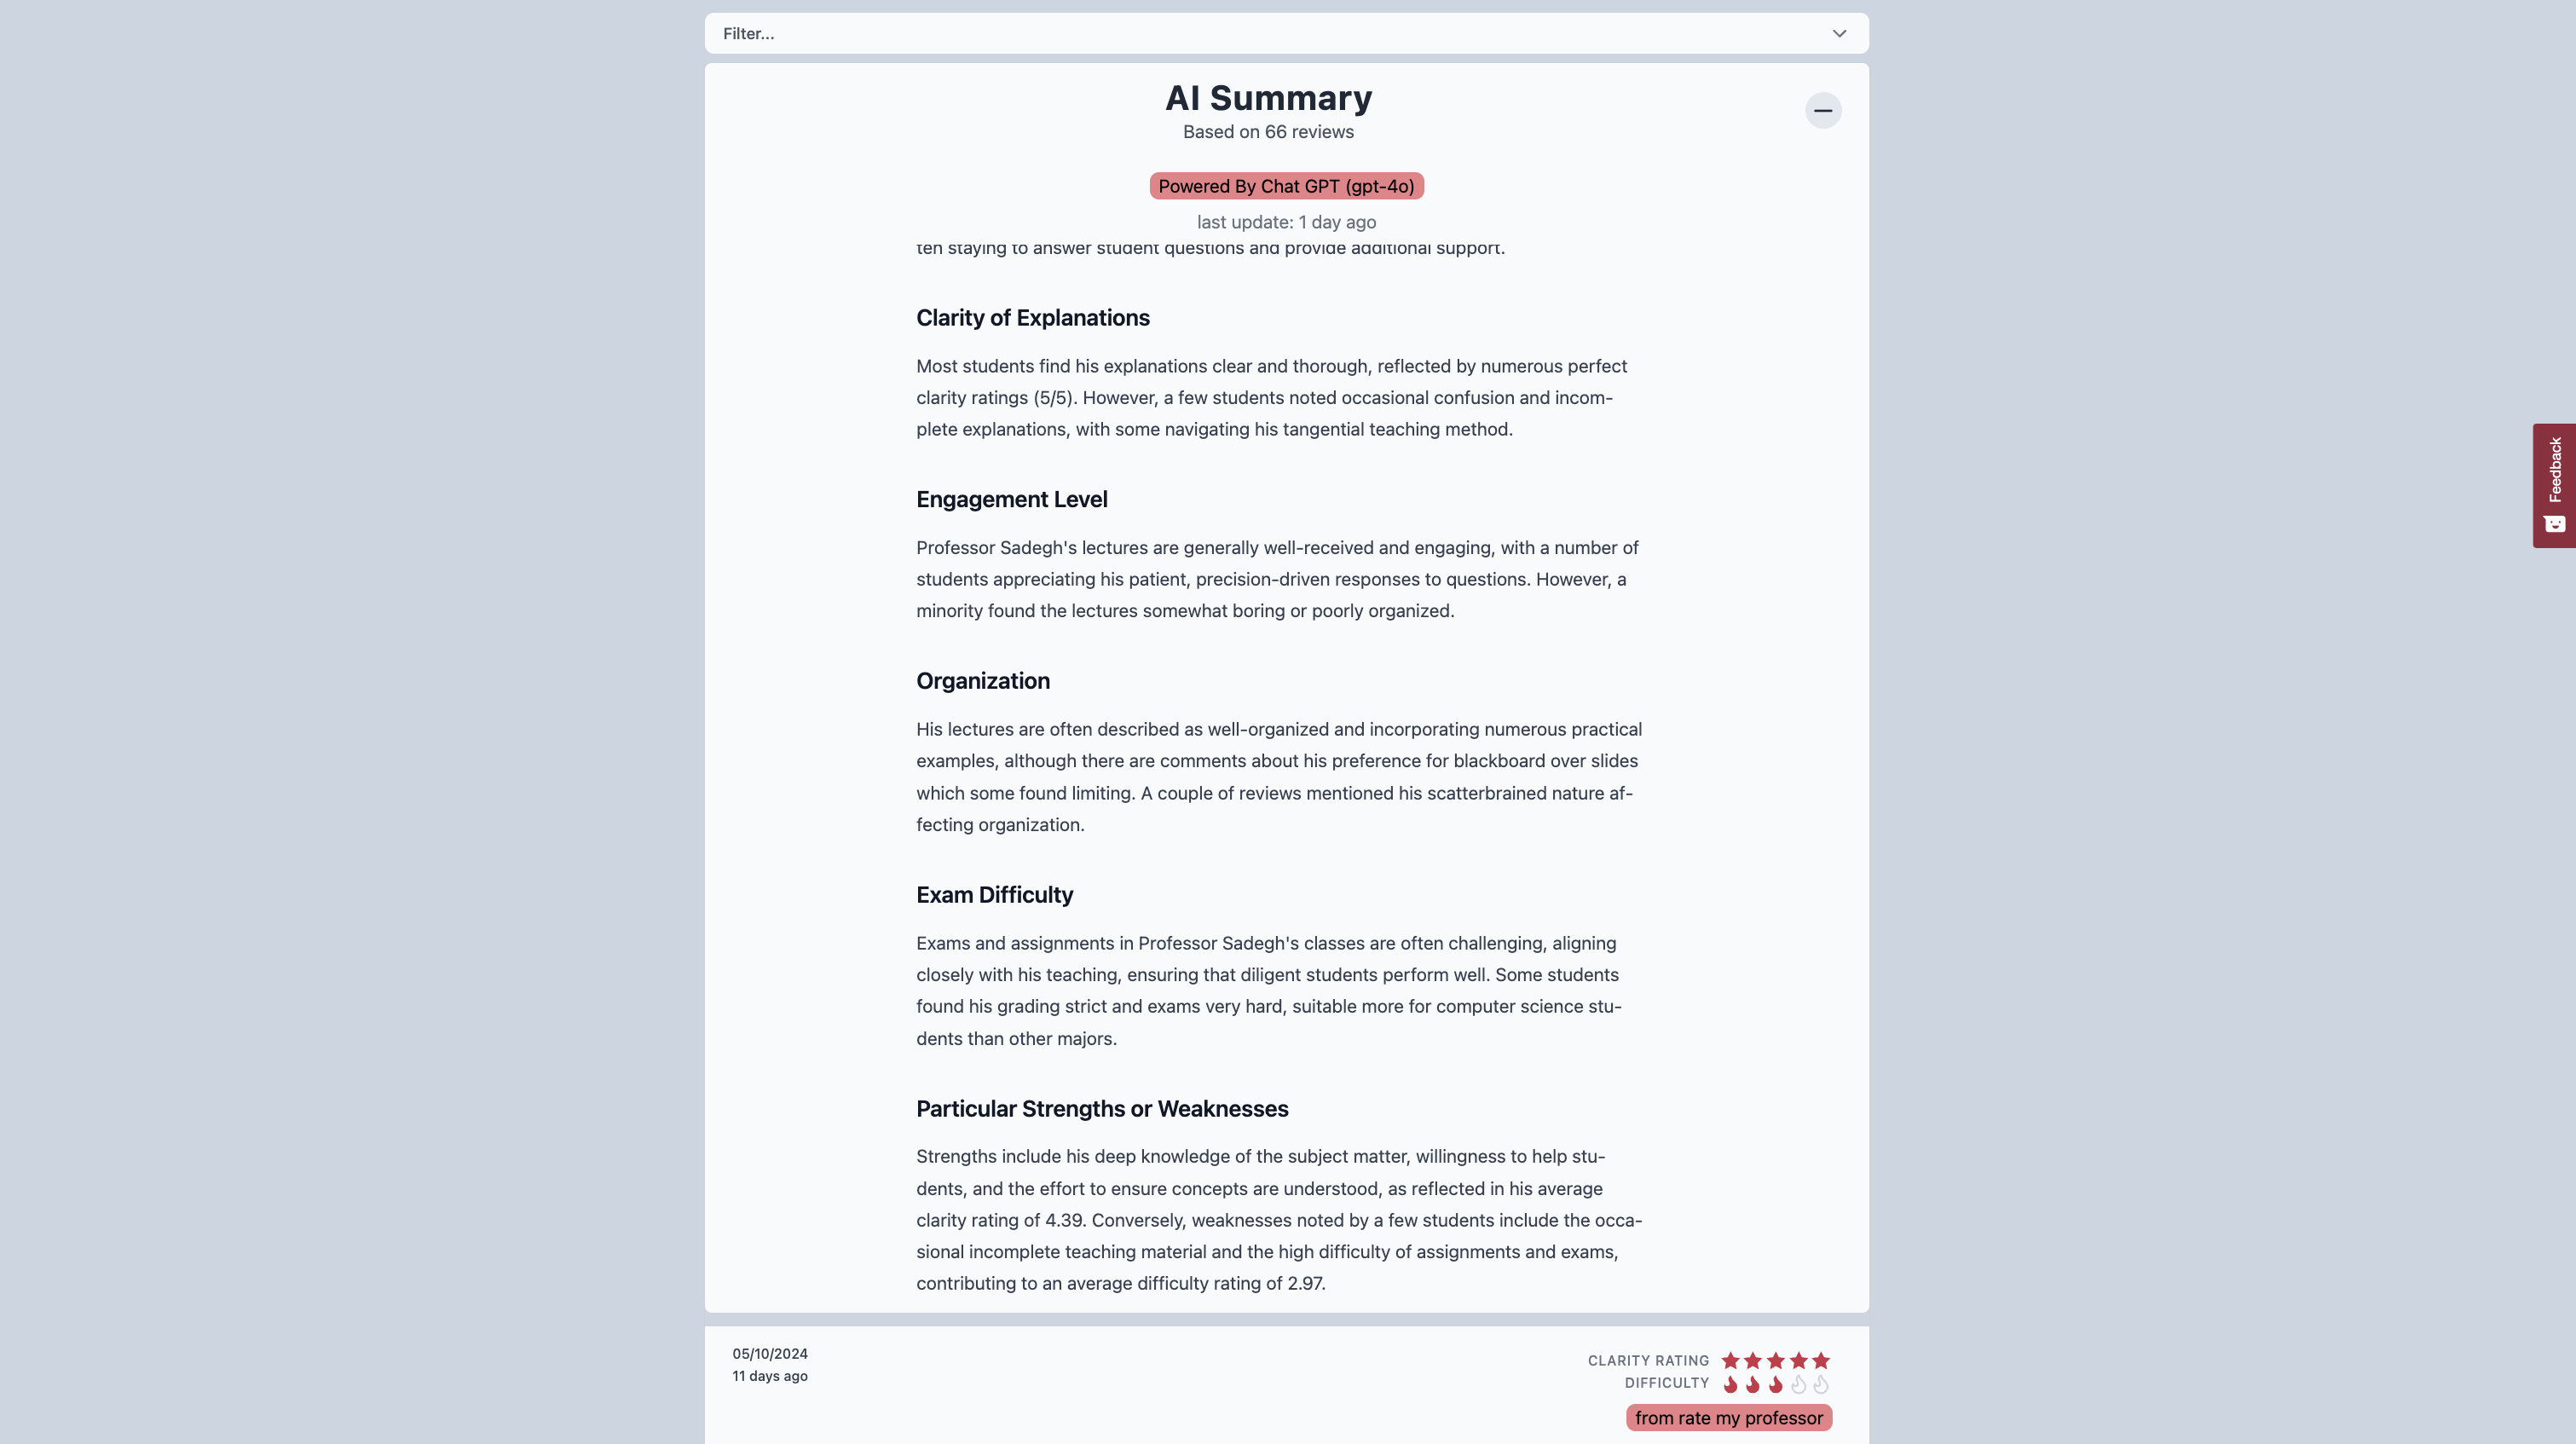 Filter...
AI Summary
Based on 66 reviews
Powered By Chat GPT (gpt-4o)
last update: 1 day ago
ten staying to answer student questions and provide additional support.
Clarity of Explanations
Most students find his explanations clear and thorough, reflected by numerous perfect
clarity ratings (5/5). However, a few students noted occasional confusion and incom-
plete explanations, with some navigating his tangential teaching method.
Engagement Level
Professor Sadegh's lectures are generally well-received and engaging, with a number of
students appreciating his patient, precision-driven responses to questions. However, a
minority found the lectures somewhat boring or poorly organized.
Organization
His lectures are often described as well-organized and incorporating numerous practical
examples, although there are comments about his preference for blackboard over slides
which some found limiting. A couple of reviews mentioned his scatterbrained nature af-
fecting organization.
Exam Difficulty
Exams and assignments in Professor Sadegh's classes are often challenging, aligning
closely with his teaching, ensuring that diligent students perform well. Some students
found his grading strict and exams very hard, suitable more for computer science stu-
dents than other majors.
Particular Strengths or Weaknesses
Strengths include his deep knowledge of the subject matter, willingness to help stu-
dents, and the effort to ensure concepts are understood, as reflected in his average
clarity rating of 4.39. Conversely, weaknesses noted by a few students include the occa-
sional incomplete teaching material and the high difficulty of assignments and exams,
contributing to an average difficulty rating of 2.97.
05/10/2024
11 days ago
CLARITY RATING
DIFFICULTY
from rate my professor
Feedback